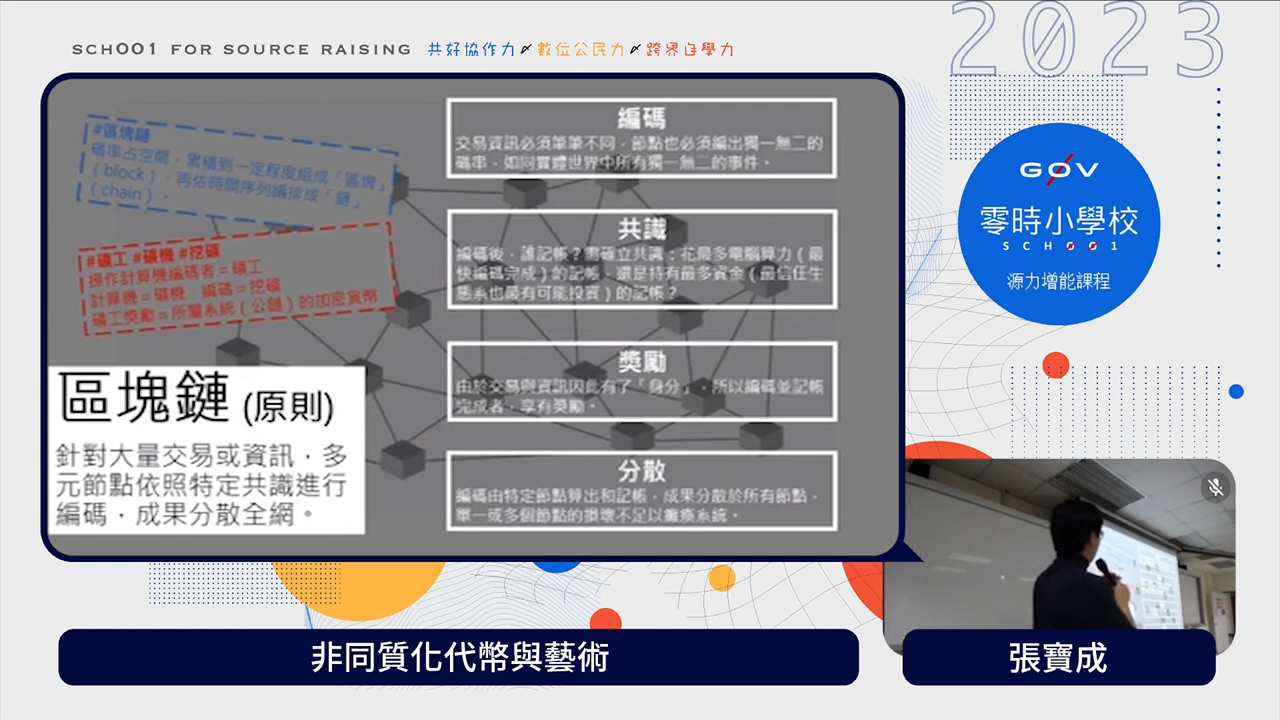 SCH001 FOR SOURCE RAISING 共好協作力 數位公民力 跨界自學力
2023
G0V
零時小學校
SCH001
源力增能課程
#區塊鏈
碼串占空間，累積到一定程度組成「區塊」
（block），再依時間序列編排成「鏈」
（chain）。
#礦工 #礦機 #挖礦
操作計算機編碼者＝礦工
計算機＝礦機 編碼＝挖礦
礦工獎勵＝所屬系統（公鏈）的加密貨幣
區塊鏈 (原則)
針對大量交易或資訊，多
元節點依照特定共識進行
編碼，成果分散全網。
編碼
交易資訊必須筆筆不同，節點也必須編出獨一無二的
碼串，如同實體世界中所有獨一無二的事件。
共識
編碼後，誰記帳？需確立共識：花最多電腦算力（最
快編碼完成）的記帳，還是持有最多資金（最信任生
態系也最有可能投資）的記帳？
獎勵
由於交易與資訊因此有了「身分」，所以編碼並記帳
完成者，享有獎勵。
分散
編碼由特定節點算出和記帳，成果分散於所有節點，
單一或多個節點的損壞不足以癱瘓系統。
非同質化代幣與藝術
張寶成